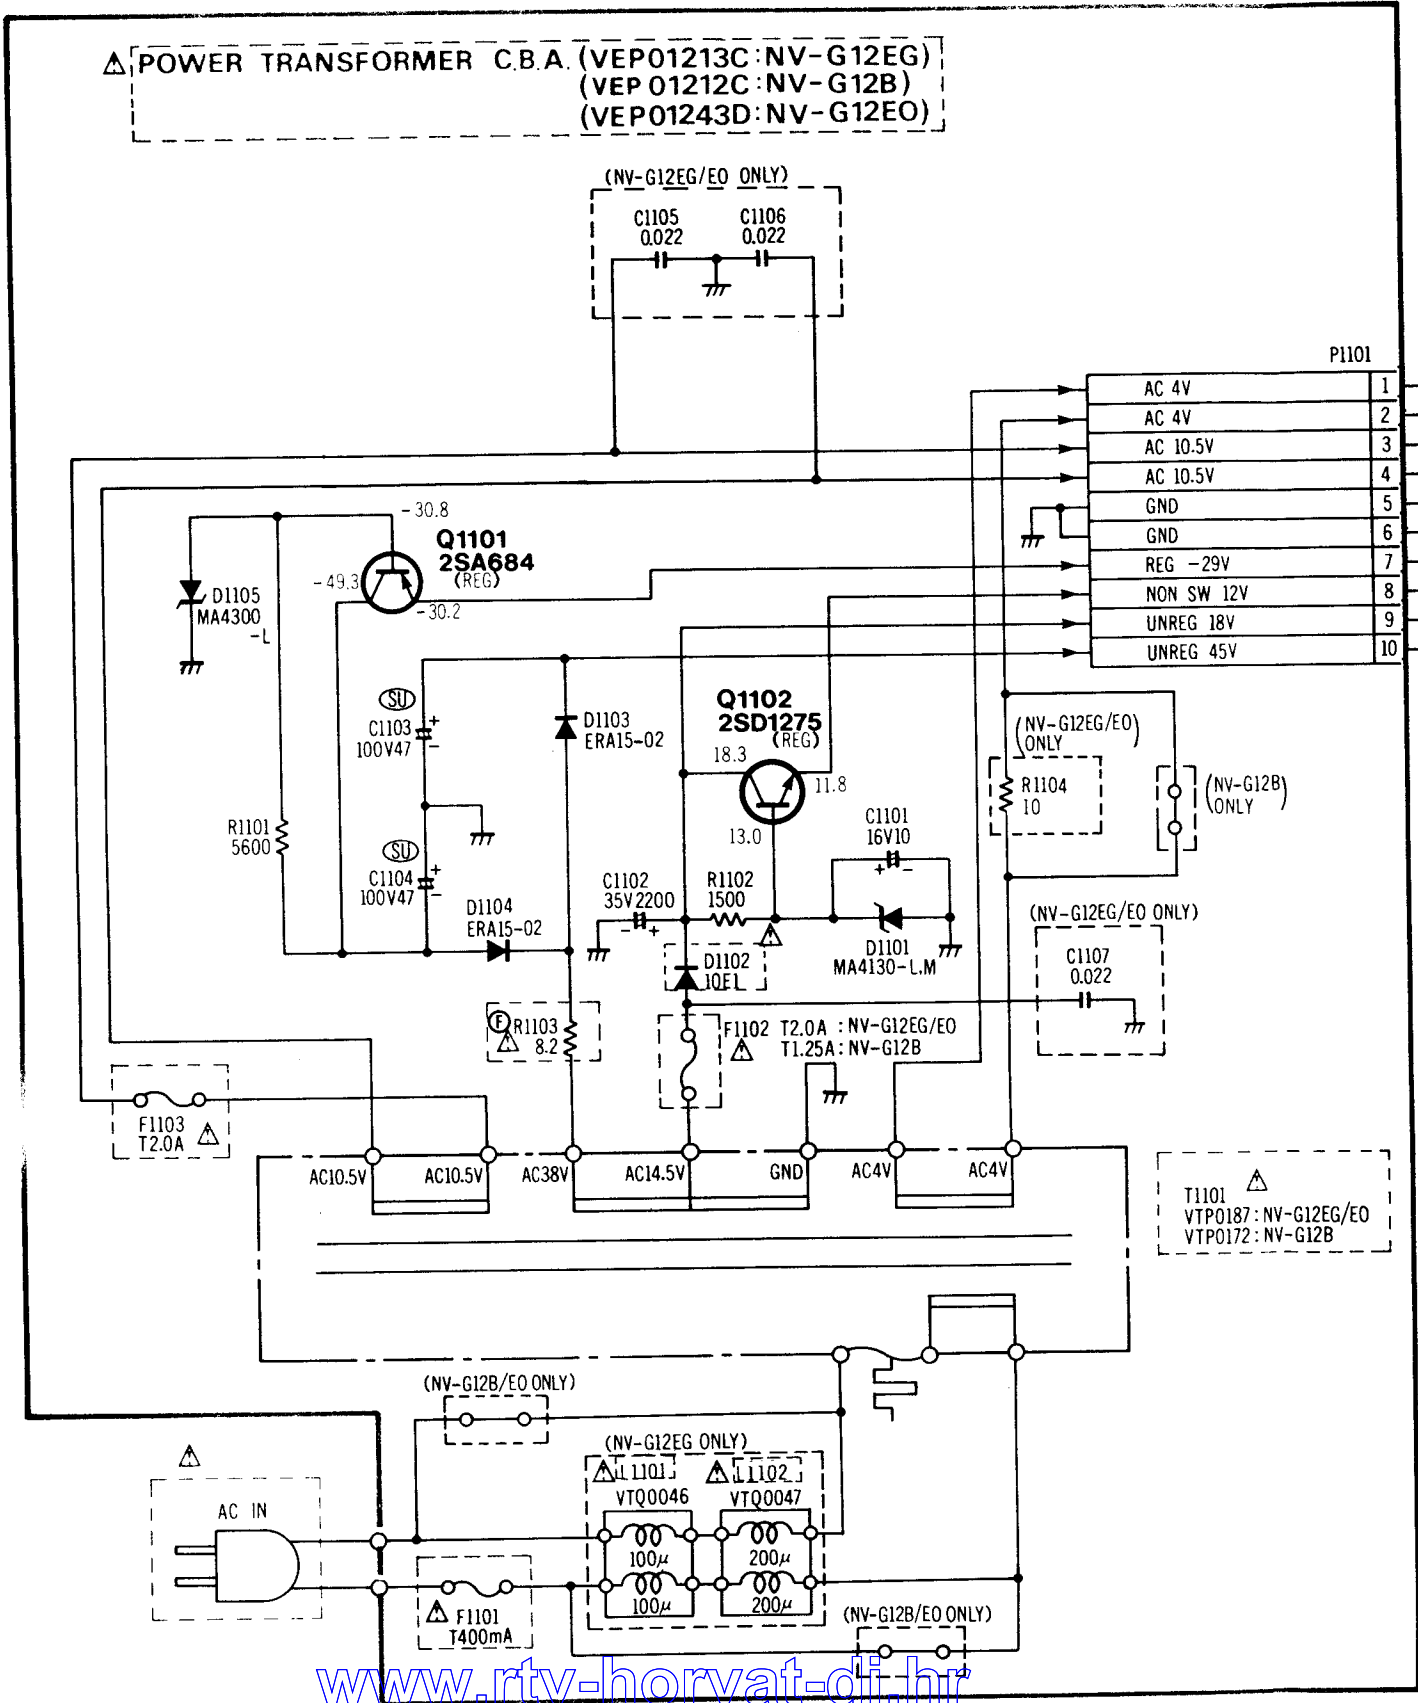 POWER TRANSFORMER C.B.A. (VEP01213C:NV-G12EG)
(VEP01212C:NV-G12B)
(VEP01243D:NV-G12EO)
(NV-G12EG/EO ONLY)
C1105
0.022
C1106
0.022
P1101
AC 4V 1
AC 4V 2
AC 10.5V 3
AC 10.5V 4
GND 5
GND 6
REG -29V 7
NON SW 12V 8
UNREG 18V 9
UNREG 45V 10
-30.8
Q1101
2SA684
(REG)
-49.3
-30.2
D1105
MA4300
-L
SU
C1103
100V47
+
-
D1103
ERA15-02
Q1102
2SD1275
(REG)
18.3
11.8
13.0
(NV-G12EG/EO)
ONLY
R1104
10
(NV-G12B)
ONLY
R1101
5600
SU
C1104
100V47
+
-
D1104
ERA15-02
C1102
35V2200
- +
R1102
1500
C1101
16V10
+ -
D1101
MA4130-L.M
D1102
10E1
(NV-G12EG/EO ONLY)
C1107
0.022
F
R1103
8.2
F1102 T2.0A : NV-G12EG/EO
T1.25A: NV-G12B
F1103
T2.0A
AC10.5V
AC10.5V
AC38V
AC14.5V
GND
AC4V
AC4V
T1101
VTP0187: NV-G12EG/EO
VTP0172: NV-G12B
(NV-G12B/EO ONLY)
(NV-G12EG ONLY)
L1101
VTQ0046
L1102
VTQ0047
AC IN
100μ
200μ
100μ
200μ
F1101
T400mA
(NV-G12B/EO ONLY)
www.rtv-horvat-dj.hr